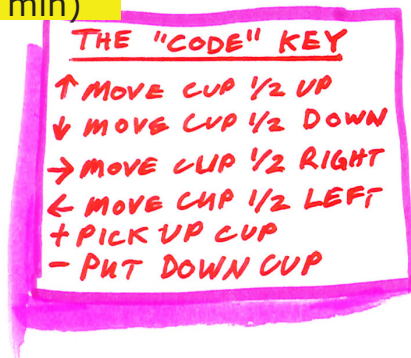 min)
THE "CODE" KEY
↑ MOVE CUP 1/2 UP
↓ MOVE CUP 1/2 DOWN
→ MOVE CUP 1/2 RIGHT
← MOVE CUP 1/2 LEFT
+ PICK UP CUP
- PUT DOWN CUP